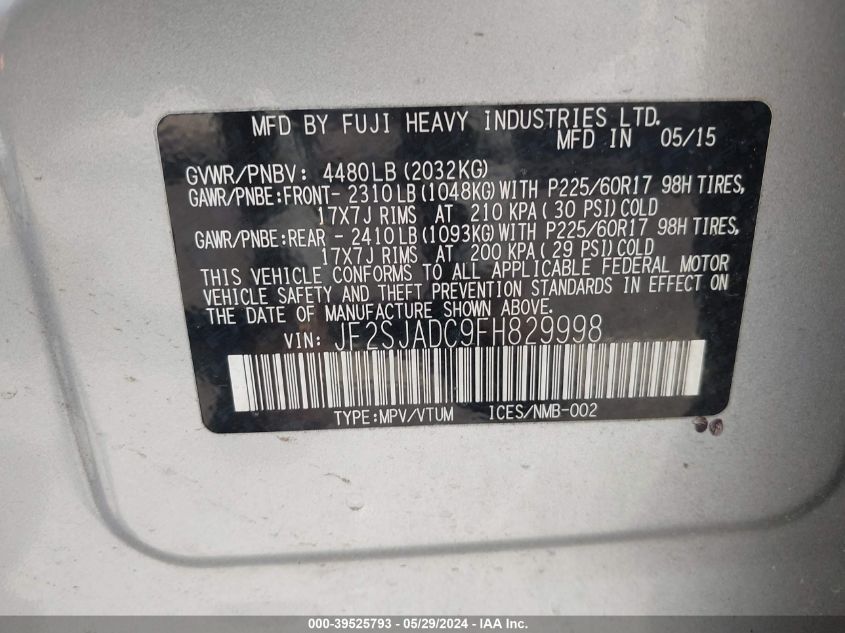 MFD BY FUJI HEAVY INDUSTRIES LTD.
MFD IN 05/15
GVWR/PNBV: 4480LB (2032KG)
GAWR/PNBE:FRONT- 2310LB(1048KG)WITH P225/60R17 98H TIRES,
17X7J RIMS AT 210 KPA( 30 PSI)COLD
GAWR/PNBE:REAR - 2410LB(1093KG)WITH P225/60R17 98H TIRES,
17X7J RIMS AT 200 KPA( 29 PSI)COLD
THIS VEHICLE CONFORMS TO ALL APPLICABLE FEDERAL MOTOR
VEHICLE SAFETY AND THEFT PREVENTION STANDARDS IN EFFECT ON
THE DATE OF MANUFACTURE SHOWN ABOVE.
VIN: JF2SJADC9FH829998
TYPE:MPV/VTUM ICES/NMB-002
000-39525793 - 05/29/2024 - IAA Inc.